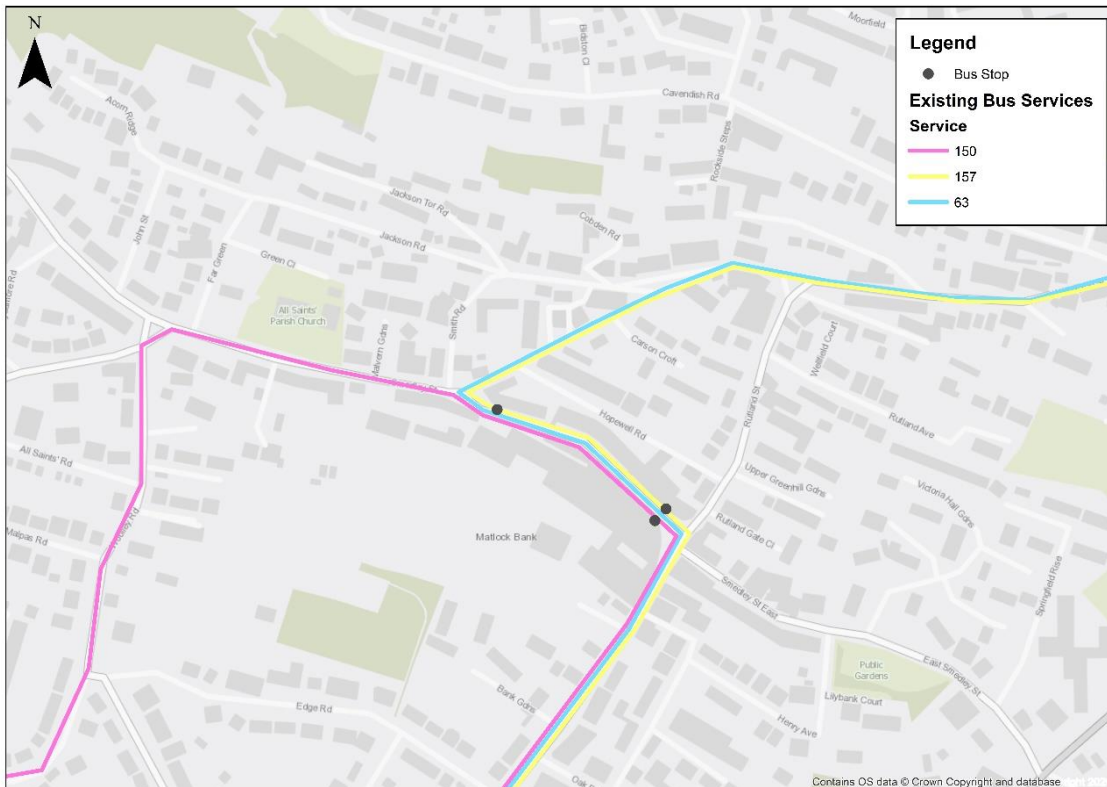 N
Legend
Bus Stop
Existing Bus Services
Service
150
157
63
Moorfield
Bidston Cl
Cavendish Rd
Acorn Ridge
Rockside Steps
Jackson Tor Rd
Cobden Rd
John St
Jackson Rd
Far Green
Green Cl
All Saints'
Parish Church
Smith Rd
Malvern Gdns
Carson Croft
Wellfield Court
Rutland St
Hopewell Rd
Rutland Ave
All Saints' Rd
Upper Greenhill Gdns
Victoria Hall Gdns
Malpas Rd
Matlock Bank
Rutland Gate Cl
Smedley St East
Springfield Rise
Public
Gardens
East Smedley St
Lilybank Court
Bank Gdns
Edge Rd
Henry Ave
Contains OS data © Crown Copyright and database